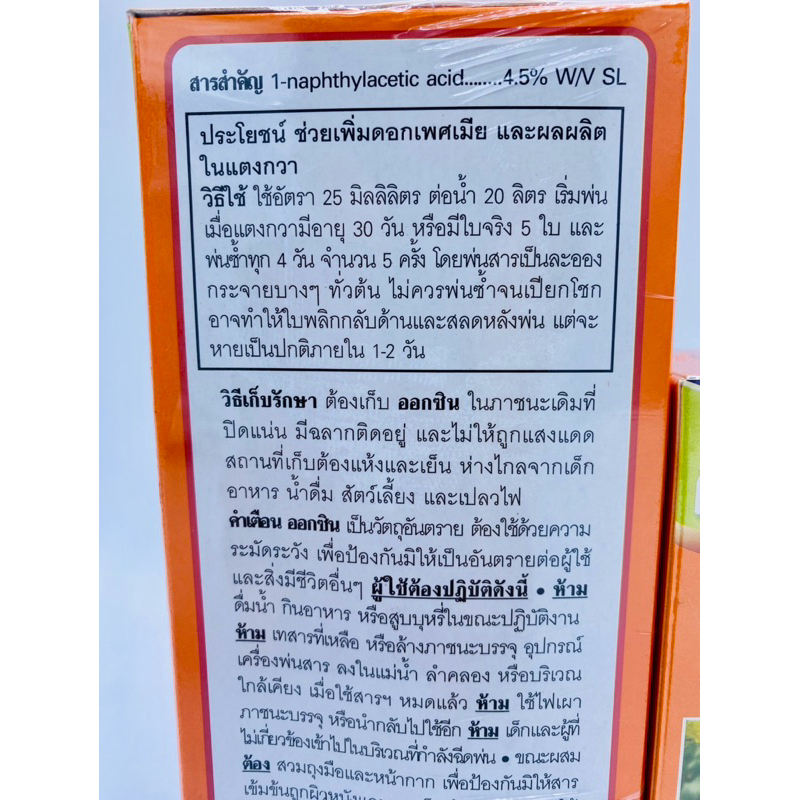 สารสำคัญ 1-naphthylacetic acid........4.5% W/V SL
ประโยชน์ ช่วยเพิ่มดอกเพศเมีย และผลผลิต
ในแตงกวา
วิธีใช้ ใช้อัตรา 25 มิลลิลิตร ต่อน้ำ 20 ลิตร เริ่มพ่น
เมื่อแตงกวามีอายุ 30 วัน หรือมีใบจริง 5 ใบ และ
พ่นซ้ำทุก 4 วัน จำนวน 5 ครั้ง โดยพ่นสารเป็นละออง
กระจายบางๆ ทั่วต้น ไม่ควรพ่นซ้ำจนเปียกโชก
อาจทำให้ใบพลิกกลับด้านและสลดหลังพ่น แต่จะ
หายเป็นปกติภายใน 1-2 วัน
วิธีเก็บรักษา ต้องเก็บ ออกซิน ในภาชนะเดิมที่
ปิดแน่น มีฉลากติดอยู่ และไม่ให้ถูกแสงแดด
สถานที่เก็บต้องแห้งและเย็น ห่างไกลจากเด็ก
อาหาร น้ำดื่ม สัตว์เลี้ยง และเปลวไฟ
คำเตือน ออกซิน เป็นวัตถุอันตราย ต้องใช้ด้วยความ
ระมัดระวัง เพื่อป้องกันมิให้เป็นอันตรายต่อผู้ใช้
และสิ่งมีชีวิตอื่นๆ ผู้ใช้ต้องปฏิบัติดังนี้ • ห้าม
ดื่มน้ำ กินอาหาร หรือสูบบุหรี่ในขณะปฏิบัติงาน
ห้าม เทสารที่เหลือ หรือล้างภาชนะบรรจุ อุปกรณ์
เครื่องพ่นสาร ลงในแม่น้ำ ลำคลอง หรือบริเวณ
ใกล้เคียง เมื่อใช้สารฯ หมดแล้ว ห้าม ใช้ไฟเผา
ภาชนะบรรจุ หรือนำกลับไปใช้อีก ห้าม เด็กและผู้ที่
ไม่เกี่ยวข้องเข้าไปในบริเวณที่กำลังฉีดพ่น • ขณะผสม
ต้อง สวมถุงมือและหน้ากาก เพื่อป้องกันมิให้สาร
เข้มข้นถูกผิวหนัง